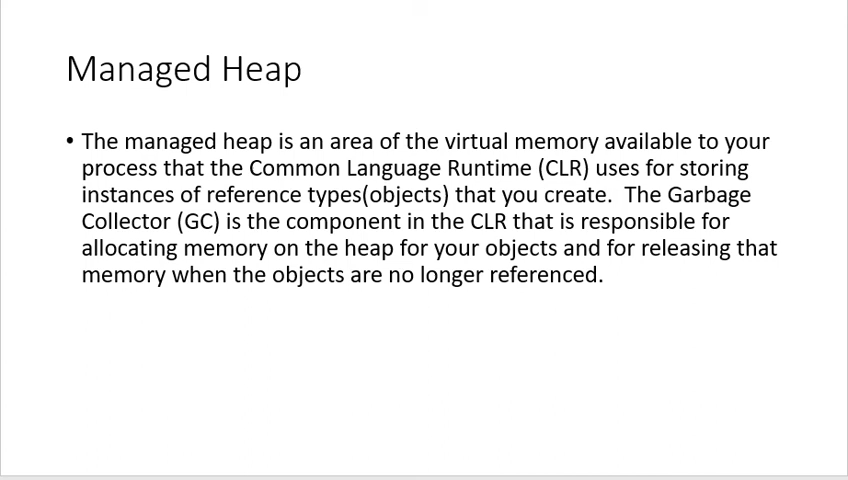 Managed Heap
• The managed heap is an area of the virtual memory available to your
process that the Common Language Runtime (CLR) uses for storing
instances of reference types(objects) that you create.  The Garbage
Collector (GC) is the component in the CLR that is responsible for
allocating memory on the heap for your objects and for releasing that
memory when the objects are no longer referenced.